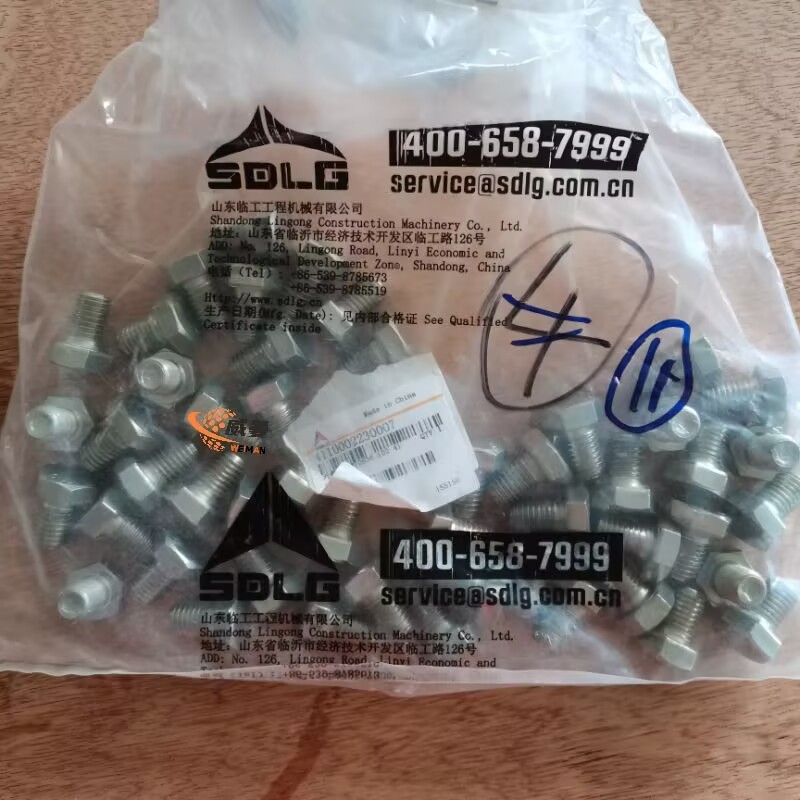 SDLG
400-658-7999
service@sdlg.com.cn
山东临工工程机械有限公司
Shandong Lingong Construction Machinery Co., Ltd.
地址: 山东省临沂市经济技术开发区临工路126号
ADD: No. 126, Lingong Road, Linyi Economic and
Technological Development Zone, Shandong, China
电话 (Tel): +86-539-8785673
+86-539-8785519
Http://www.sdlg.cn
生产日期(Mfg. Date): 见内部合格证 See Qualified
Certificate inside
4
14
Made in China
4110002230007
QTY 1
WEMAN
SDLG
400-658-7999
service@sdlg.com.cn
山东临工工程机械有限公司
Shandong Lingong Construction Machinery Co., Ltd.
地址: 山东省临沂市经济技术开发区临工路126号
ADD: No. 126, Lingong Road, Linyi Economic and